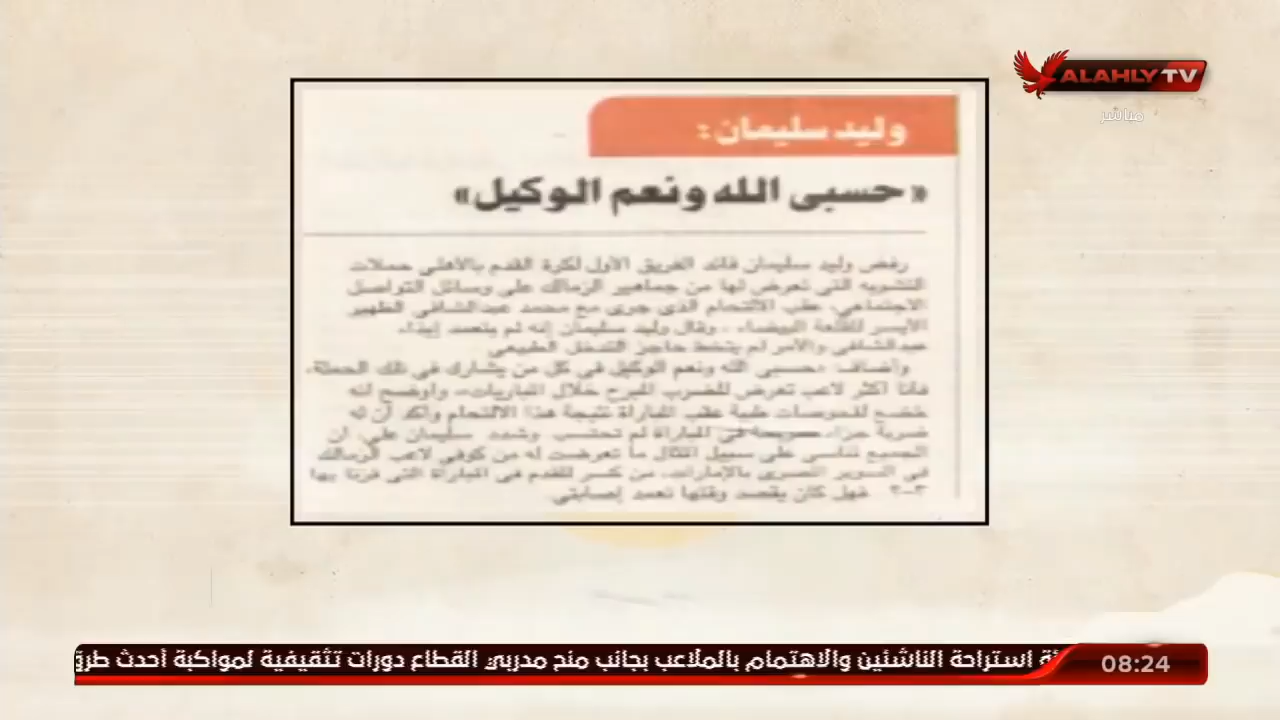 ALAHLY TV
مباشر
وليد سليمان:
«حسبى الله ونعم الوكيل»
رفض وليد سليمان قائد الفريق الأول لكرة القدم بالأهلى حملات
التشويه التى تعرض لها من جماهير الزمالك على وسائل التواصل
الاجتماعى، عقب الالتحام الذى جرى مع محمد عبدالشافى الظهير
الأيسر للقلعة البيضاء، وقال وليد سليمان إنه لم يتعمد إيذاء
عبدالشافى والأمر لم يتخط حاجز التدخل الطبيعى
وأضاف: «حسبى الله ونعم الوكيل فى كل من يشارك فى تلك الحملة،
فأنا أكثر لاعب تعرض للضرب المبرح خلال المباريات»، وأوضح أنه
خضع لفحوصات طبية عقب المباراة نتيجة هذا الالتحام وأكد أن له
ضربة جزاء صريحة فى المباراة لم تحتسب وشدد سليمان على أن
الجميع تناسى على سبيل المثال ما تعرضت له من كوفى لاعب الزمالك
فى السوبر المصرى بالإمارات، من كسر للقدم فى المباراة التى فزنا بها
٣-٢ فهل كان يقصد وقتها تعمد إصابتى
استراحة الناشئين والاهتمام بالملاعب بجانب منح مدربي القطاع دورات تثقيفية لمواكبة أحدث طرق
08:24